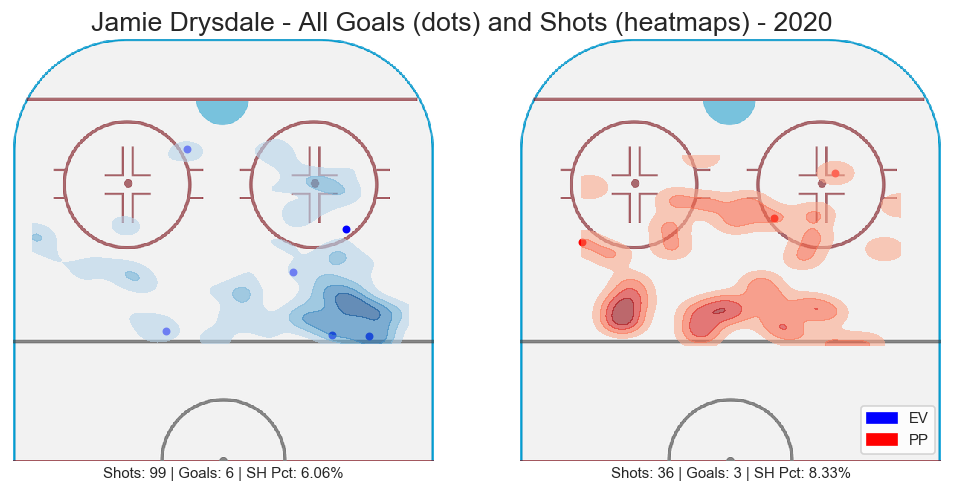 Jamie Drysdale - All Goals (dots) and Shots (heatmaps) - 2020
EV
PP
Shots: 99 | Goals: 6 | SH Pct: 6.06%
Shots: 36 | Goals: 3 | SH Pct: 8.33%